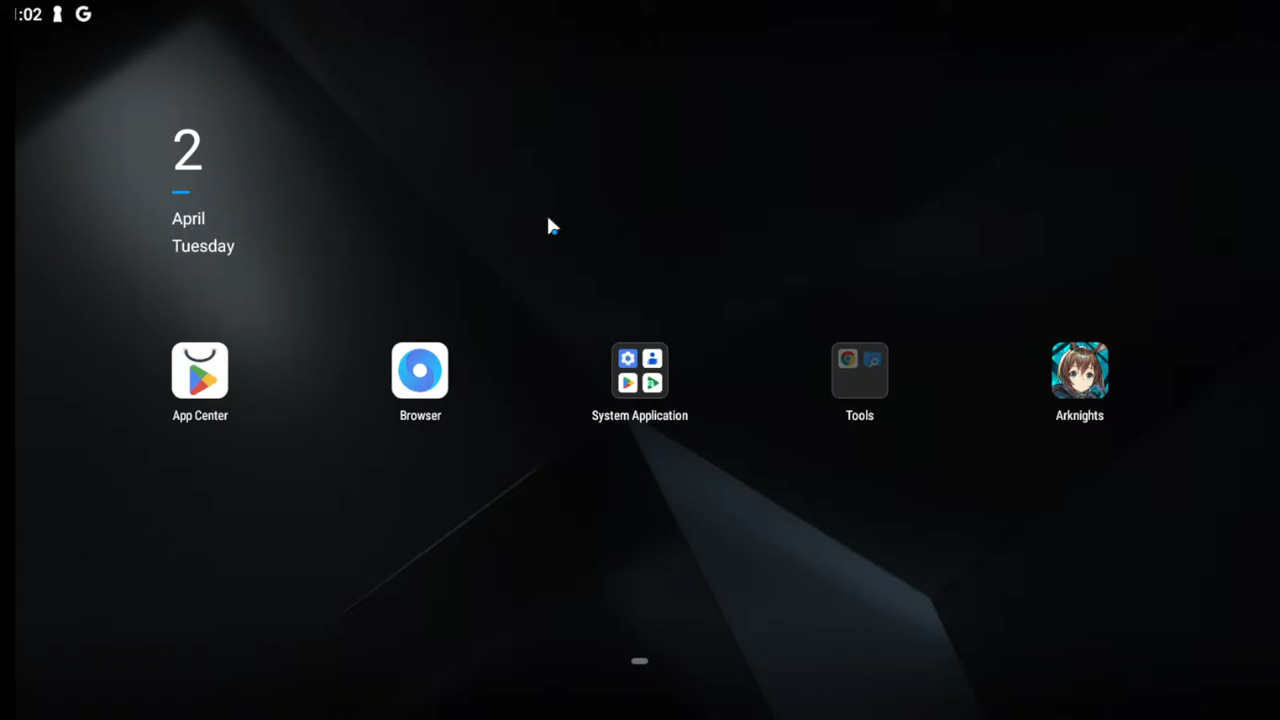 :02
2
April
Tuesday
App Center
Browser
System Application
Tools
Arknights